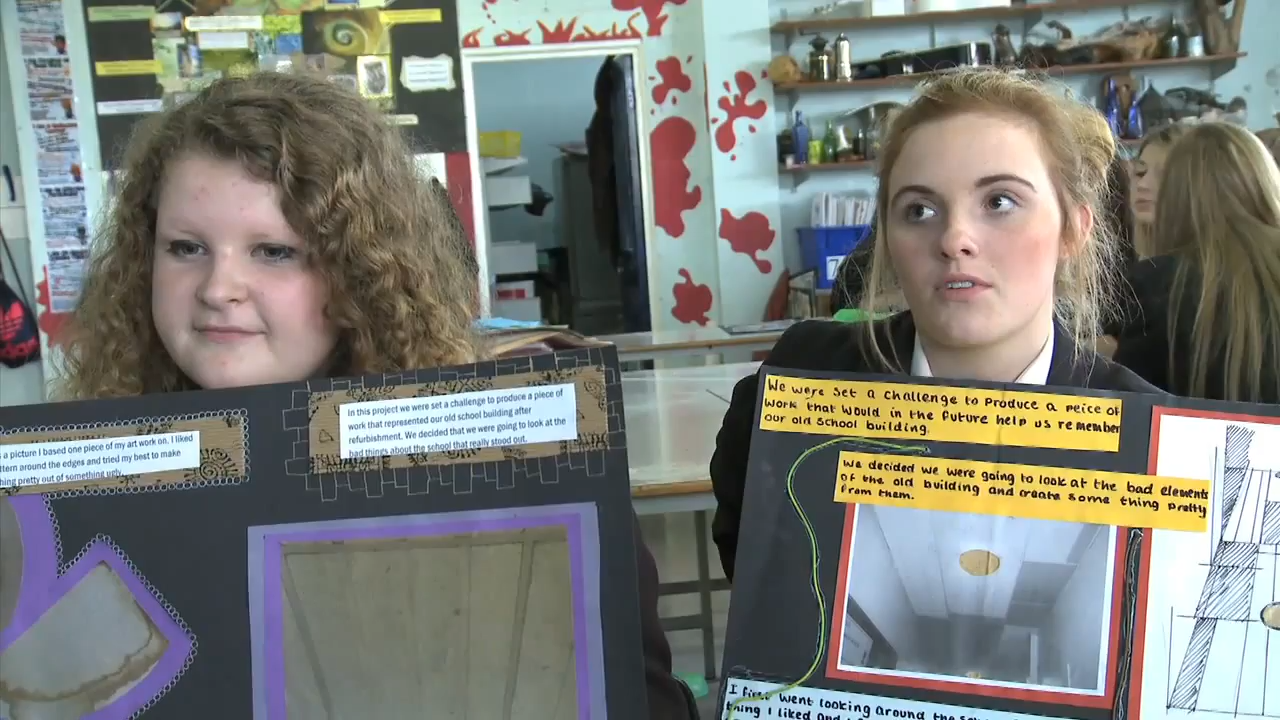 s a picture I based one piece of my art work on. I liked
ttern around the edges and tried my best to make
hing pretty out of something ugly.
In this project we were set a challenge to produce a piece of
work that represented our old school building after
refurbishment. We decided that we were going to look at the
bad things about the school that really stood out.
We were set a challenge to produce a peice of
work that would in the future help us remember
our old school building.
We decided we were going to look at the bad elements
of the old building and create some thing pretty
from them.
I first went looking around the
thing I liked and
adidas